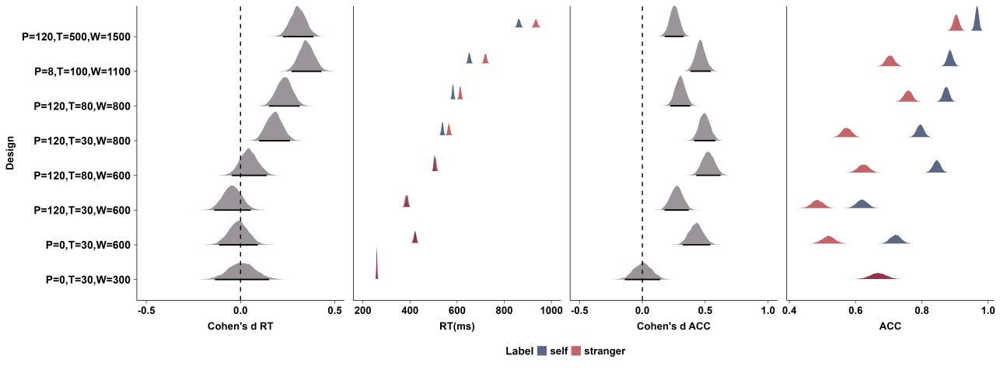 Design
P=120,T=500,W=1500
P=8,T=100,W=1100
P=120,T=80,W=800
P=120,T=30,W=800
P=120,T=80,W=600
P=120,T=30,W=600
P=0,T=30,W=600
P=0,T=30,W=300
-0.5 0.0 0.5
Cohen's d RT
200 400 600 800 1000
RT(ms)
-0.5 0.0 0.5 1.0
Cohen's d ACC
0.4 0.6 0.8 1.0
ACC
Label self stranger